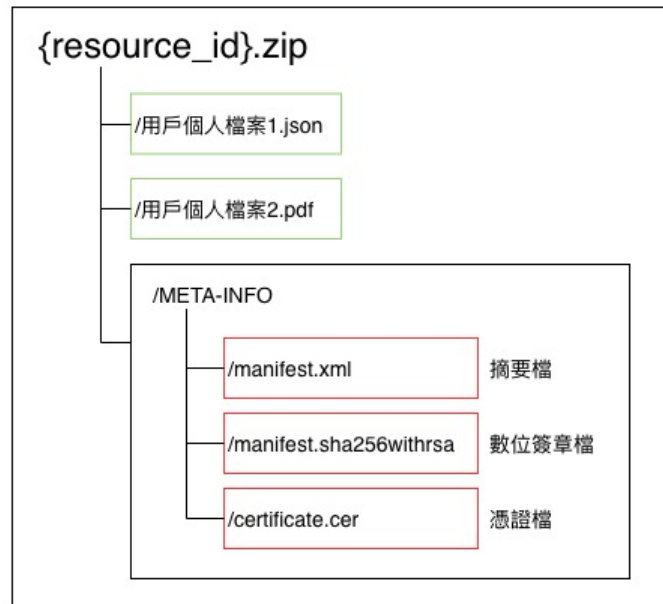 {resource_id}.zip
/用戶個人檔案1.json
/用戶個人檔案2.pdf
/META-INFO
/manifest.xml 摘要檔
/manifest.sha256withrsa 數位簽章檔
/certificate.cer 憑證檔